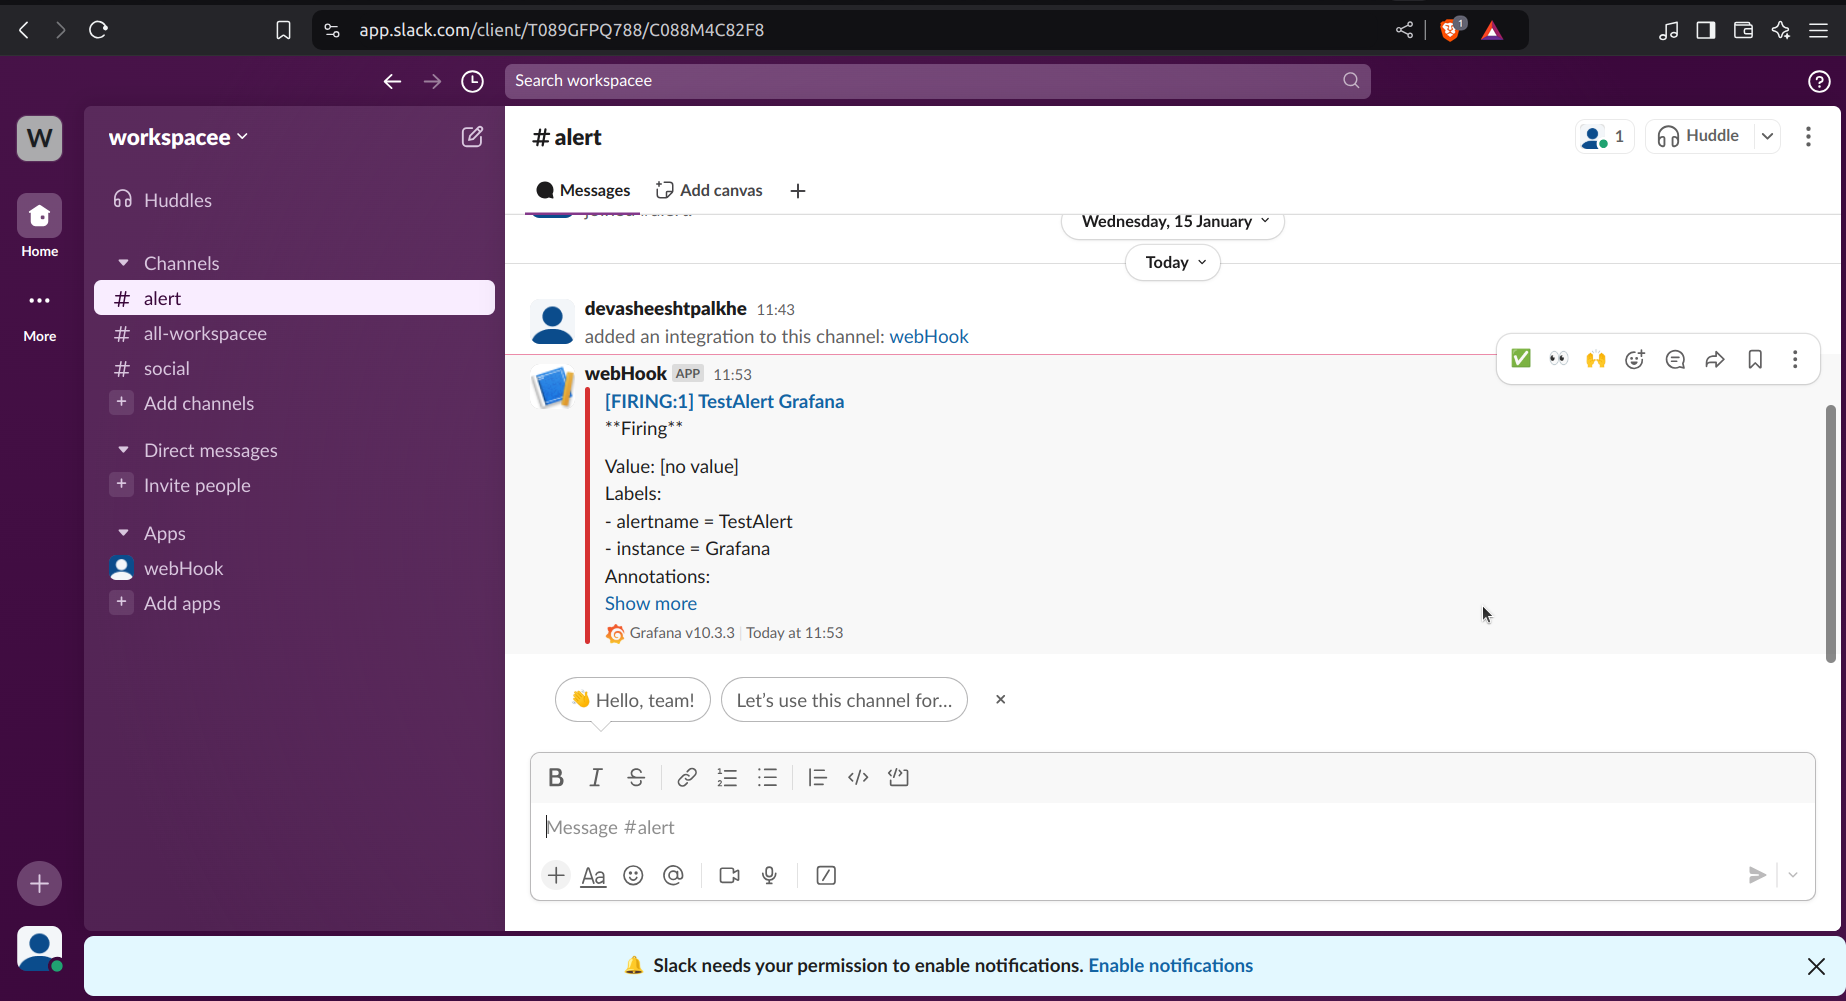 app.slack.com/client/T089GFPQ788/C088M4C82F8
1
Search workspacee
W
workspacee
# alert
1
Huddle
Messages
Add canvas
Home
More
Huddles
Channels
# alert
# all-workspacee
# social
+ Add channels
Direct messages
+ Invite people
Apps
webHook
+ Add apps
Wednesday, 15 January
Today
devasheeshtpalkhe 11:43
added an integration to this channel: webHook
webHook APP 11:53
[FIRING:1] TestAlert Grafana
**Firing**
Value: [no value]
Labels:
- alertname = TestAlert
- instance = Grafana
Annotations:
Show more
Grafana v10.3.3 | Today at 11:53
👋 Hello, team!
Let's use this channel for...
B I S
Message #alert
Aa
Slack needs your permission to enable notifications. Enable notifications